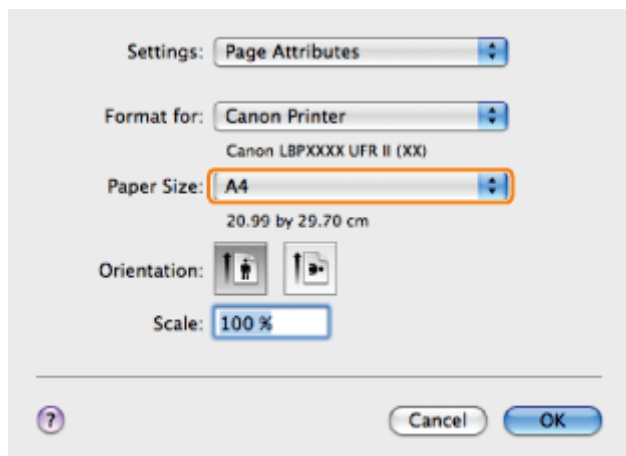 Settings: Page Attributes
Format for: Canon Printer
Canon LBPXXXX UFR II (XX)
Paper Size: A4
20.99 by 29.70 cm
Orientation:
Scale: 100 %
? Cancel OK